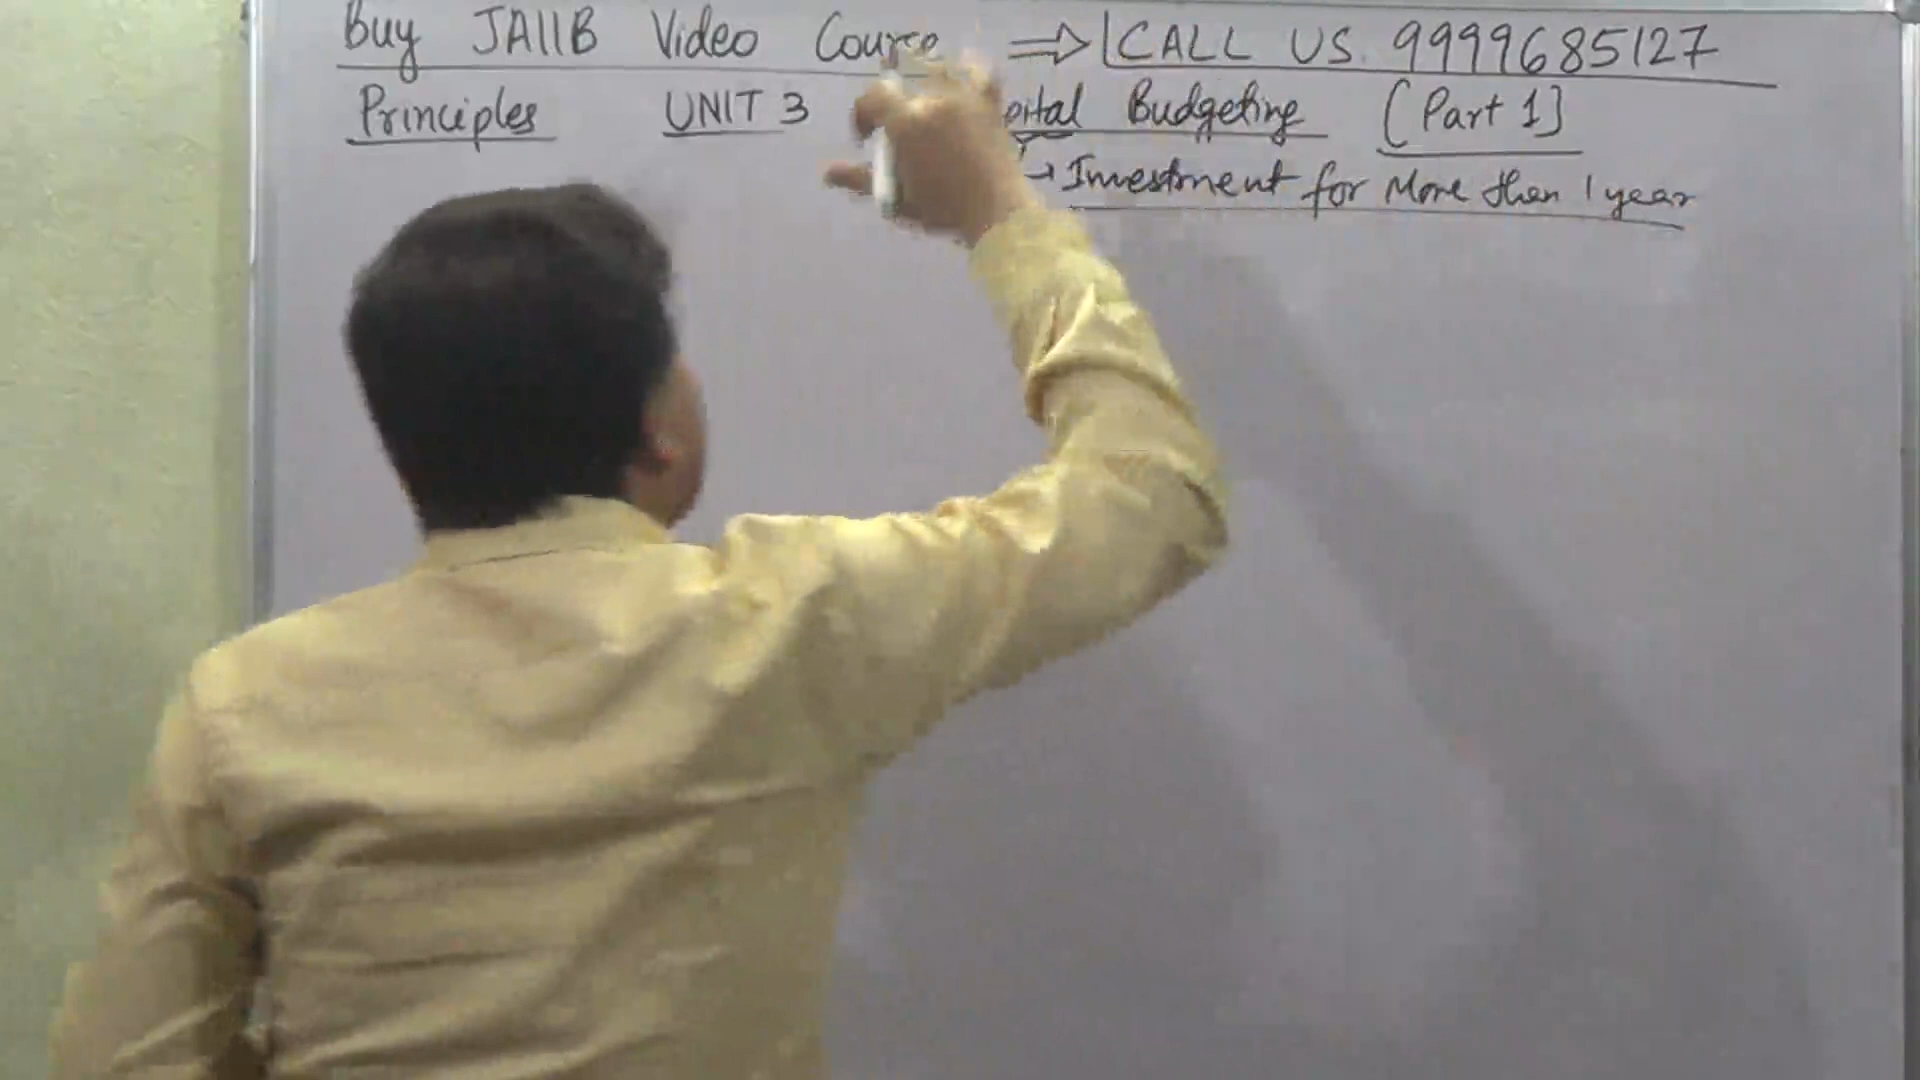 Buy JAIIB Video Course ⇒ CALL US. 9999685127
Principles UNIT 3 pital Budgeting [Part 1]
→ Investment for More then 1 year